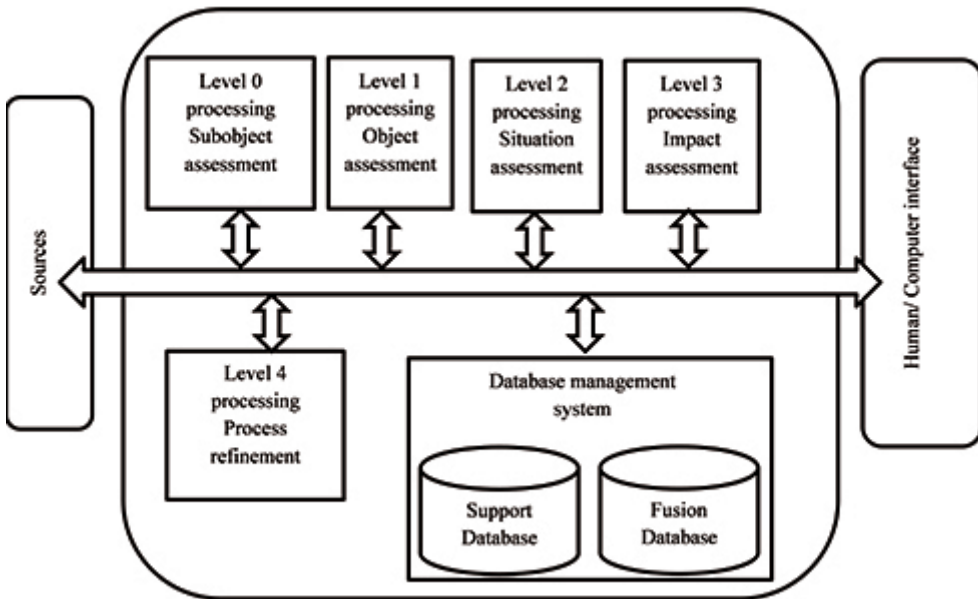 Sources
Level 0
processing
Subobject
assessment
Level 1
processing
Object
assessment
Level 2
processing
Situation
assessment
Level 3
processing
Impact
assessment
Human/ Computer interface
Level 4
processing
Process
refinement
Database management
system
Support
Database
Fusion
Database